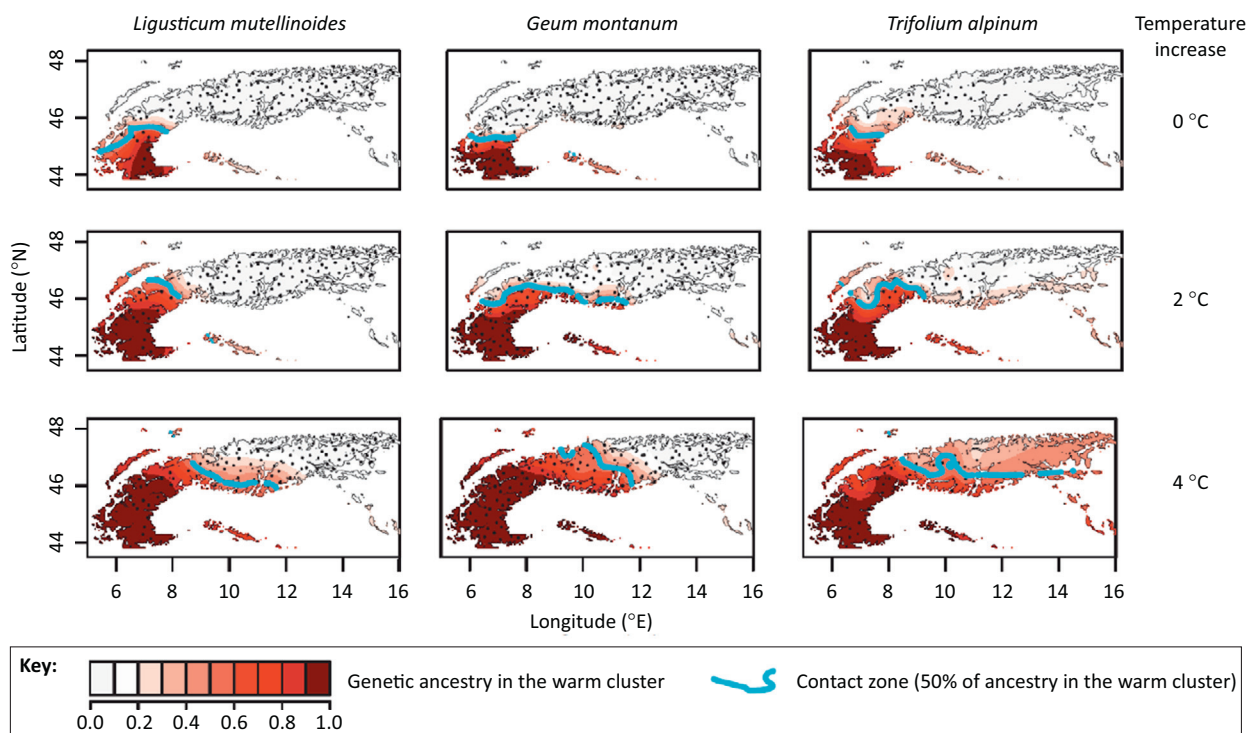 Ligusticum mutellinoides Geum montanum Trifolium alpinum Temperature
increase
48
46
44
0 °C
48
46
44
2 °C
Latitude (°N)
48
46
44
4 °C
6 8 10 12 14 16 6 8 10 12 14 16 6 8 10 12 14 16
Longitude (°E)
Key:
Genetic ancestry in the warm cluster Contact zone (50% of ancestry in the warm cluster)
0.0 0.2 0.4 0.6 0.8 1.0